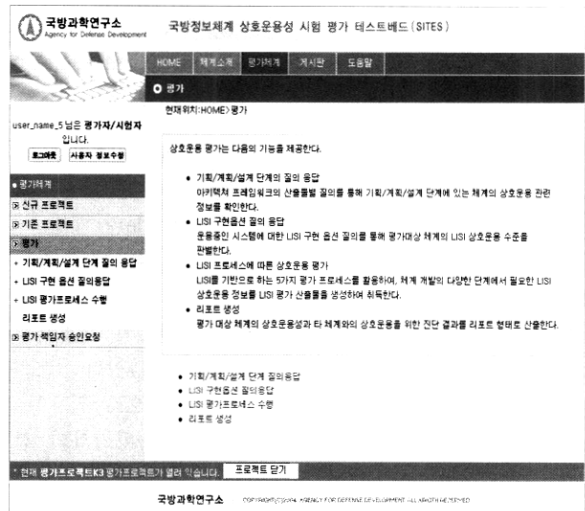 국방과학연구소
Agency for Defense Development
국방정보체계 상호운용성 시험 평가 테스트베드(SITES)
HOME 체계소개 평가체계 게시판 도움말
평가
현재위치:HOME>평가
user_name_5님은 평가자/시험자
입니다.
로그아웃 사용자 정보수정
평가체계
신규 프로젝트
기존 프로젝트
평가
기획/계획/설계 단계 질의 응답
LISI 구현 옵션 질의응답
LISI 평가프로세스 수행
리포트 생성
평가 책임자 승인요청
상호운용 평가는 다음의 기능을 제공한다.
• 기획/계획/설계 단계의 질의 응답
아키텍쳐 프레임워크의 산출물별 질의를 통해 기획/계획/설계 단계에 있는 체계의 상호운용 관련
정보를 확인한다.
• LISI 구현옵션 질의 응답
운용중인 시스템에 대한 LISI 구현 옵션 질의를 통해 평가대상 체계의 LISI 상호운용 수준을
판별한다.
• LISI 프로세스에 따른 상호운용 평가
LISI를 기반으로 하는 5가지 평가 프로세스를 활용하여, 체계 개발의 다양한 단계에서 필요한 LISI
상호운용 정보를 LISI 평가 산출물을 생성하여 취득한다.
• 리포트 생성
평가 대상 체계의 상호운용성과 타 체계와의 상호운용을 위한 진단 결과를 리포트 형태로 산출한다.
• 기획/계획/설계 단계 질의응답
• LISI 구현옵션 질의응답
• LISI 평가프로세스 수행
• 리포트 생성
* 현재 평가프로젝트K3 평가프로젝트가 열려 있습니다. 프로젝트 닫기
국방과학연구소 COPYRIGHT(C)2004. AGENCY FOR DEFENSE DEVELOPMENT ALL RIGHTS RESERVED